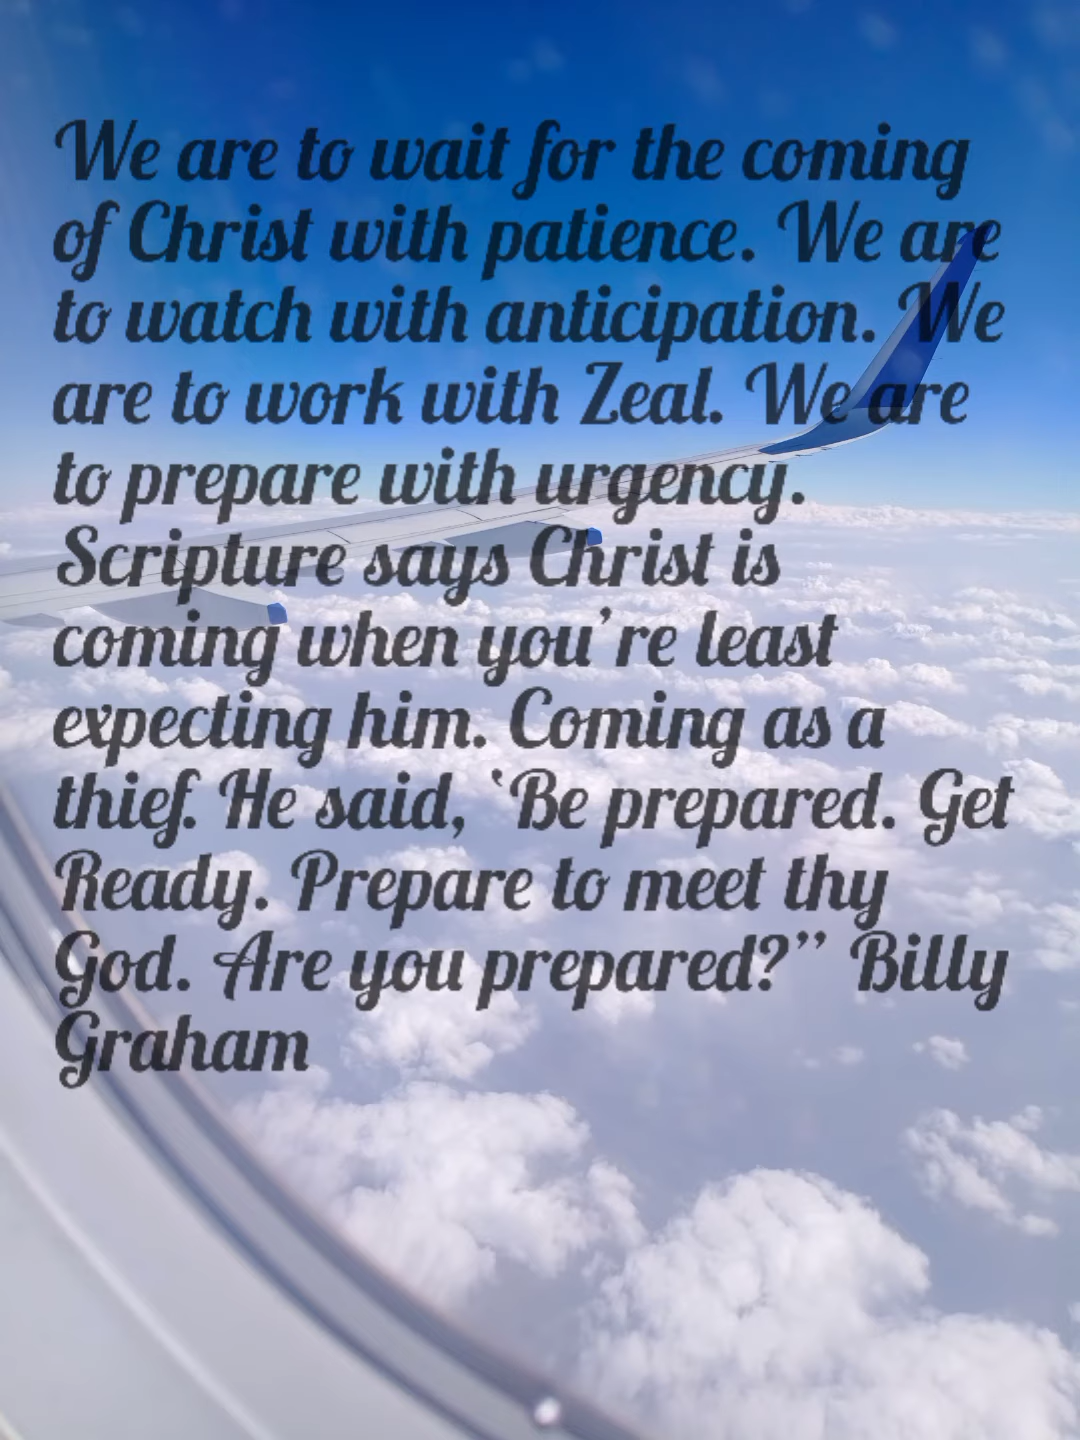 We are to wait for the coming
of Christ with patience. We are
to watch with anticipation. We
are to work with Zeal. We are
to prepare with urgency.
Scripture says Christ is
coming when you’re least
expecting him. Coming as a
thief. He said, ‘Be prepared. Get
Ready. Prepare to meet thy
God. Are you prepared?” Billy
Graham